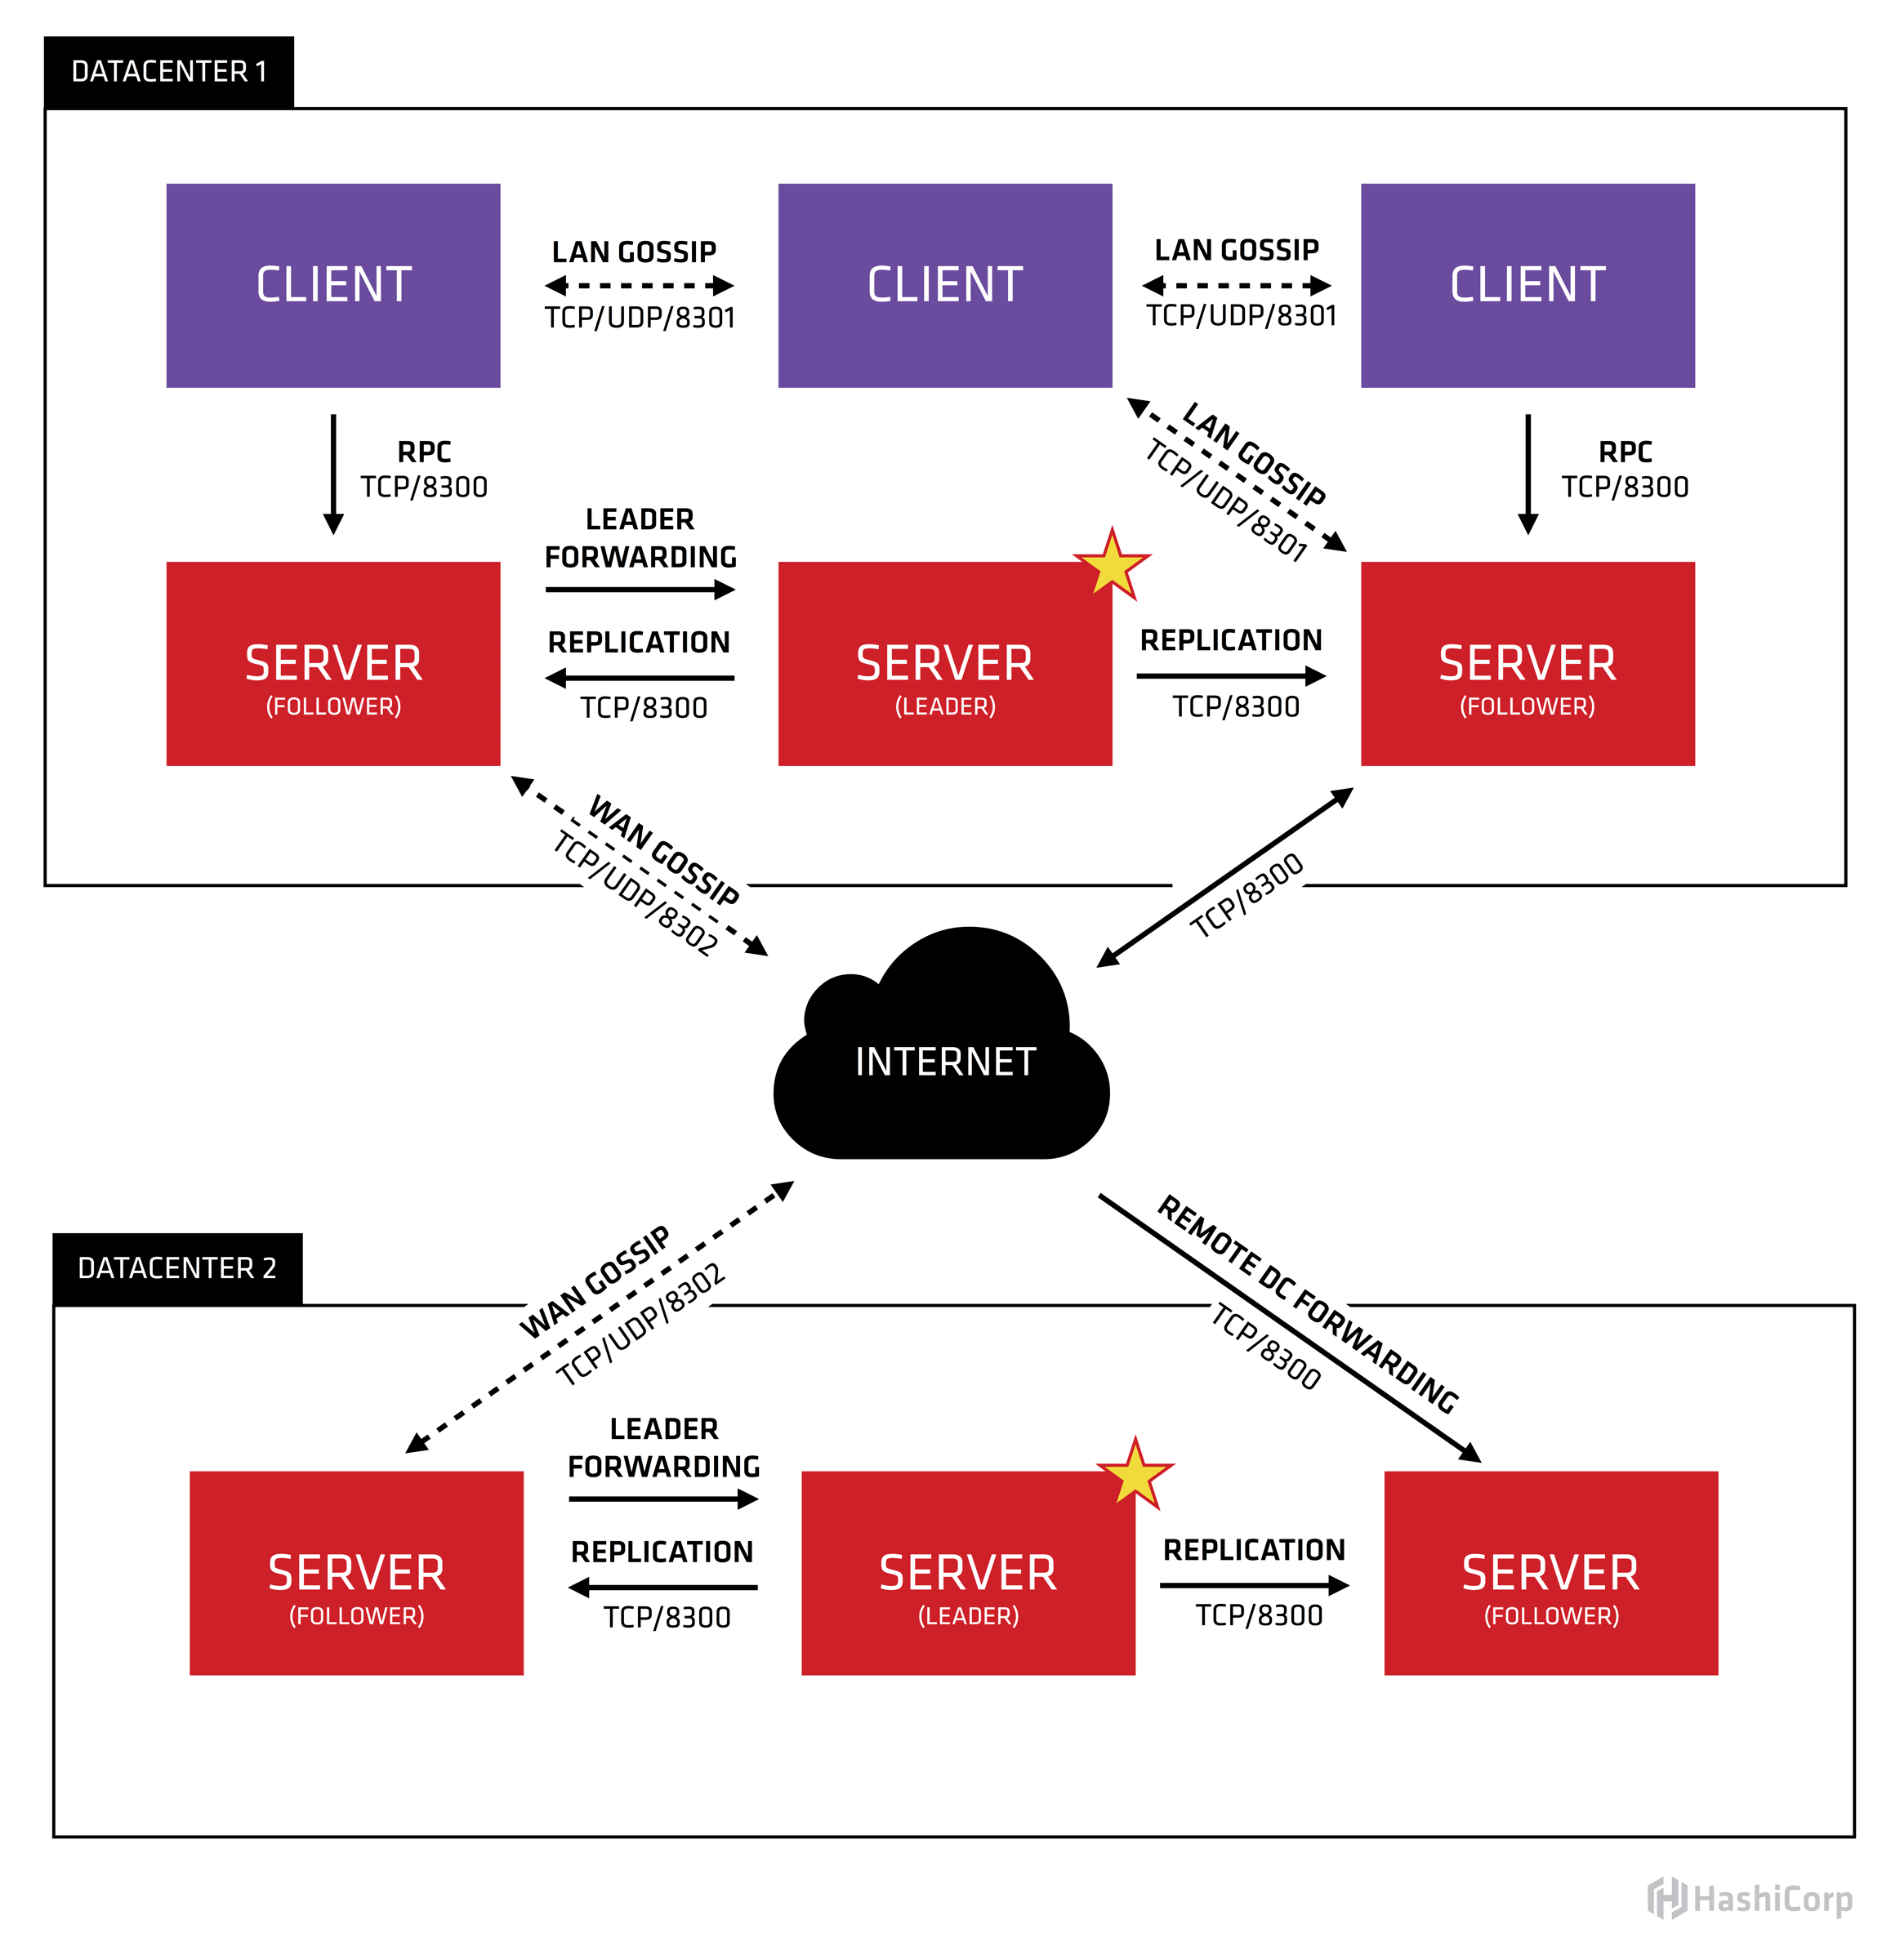 DATACENTER 1
CLIENT
LAN GOSSIP
TCP/UDP/8301
CLIENT
LAN GOSSIP
TCP/UDP/8301
CLIENT
RPC
TCP/8300
LAN GOSSIP
TCP/UDP/8301
RPC
TCP/8300
SERVER
(FOLLOWER)
LEADER
FORWARDING
REPLICATION
TCP/8300
SERVER
(LEADER)
REPLICATION
TCP/8300
SERVER
(FOLLOWER)
WAN GOSSIP
TCP/UDP/8302
TCP/8300
INTERNET
WAN GOSSIP
TCP/UDP/8302
REMOTE DC FORWARDING
TCP/8300
DATACENTER 2
SERVER
(FOLLOWER)
LEADER
FORWARDING
REPLICATION
TCP/8300
SERVER
(LEADER)
REPLICATION
TCP/8300
SERVER
(FOLLOWER)
HashiCorp